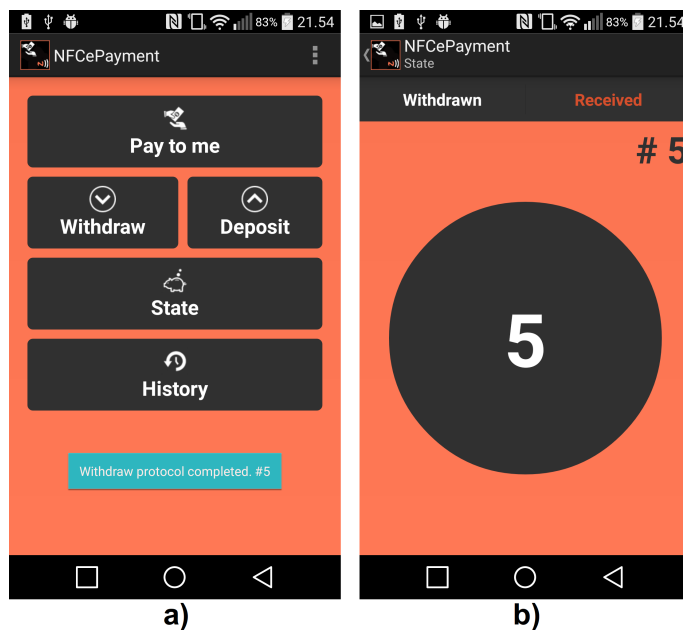 83% 21.54
NFCePayment
Pay to me
Withdraw
Deposit
State
History
Withdraw protocol completed. #5
a)
83% 21.54
NFCePayment
State
Withdrawn
Received
# 5
5
b)